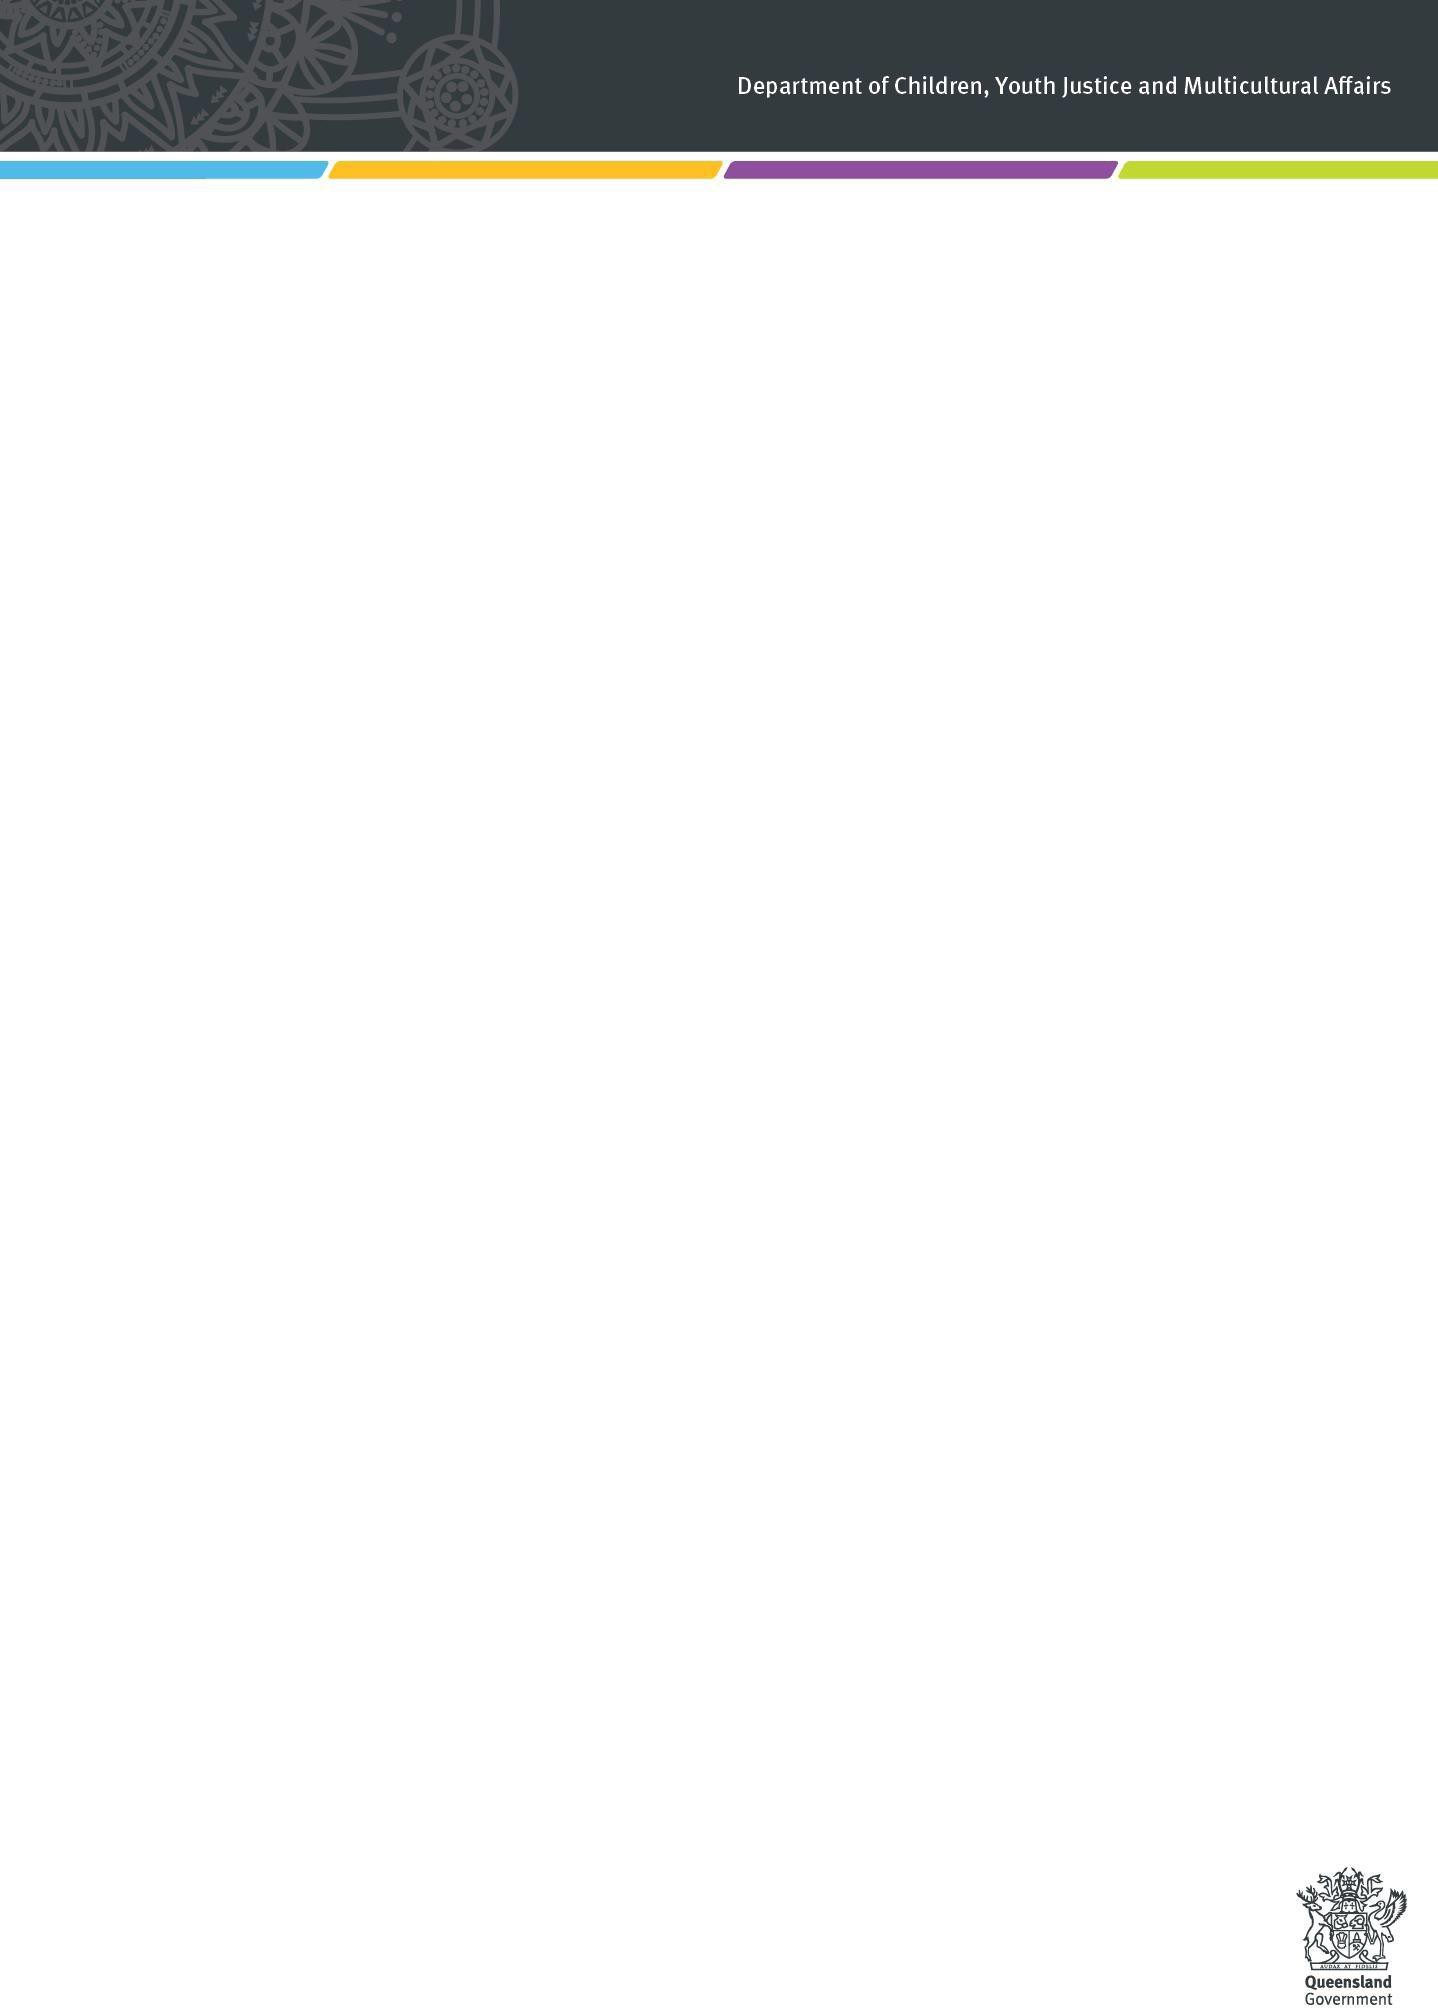 Department of Children, Youth Justice and Multicultural Affairs
AUDAX AT FIDELIS
Queensland
Government